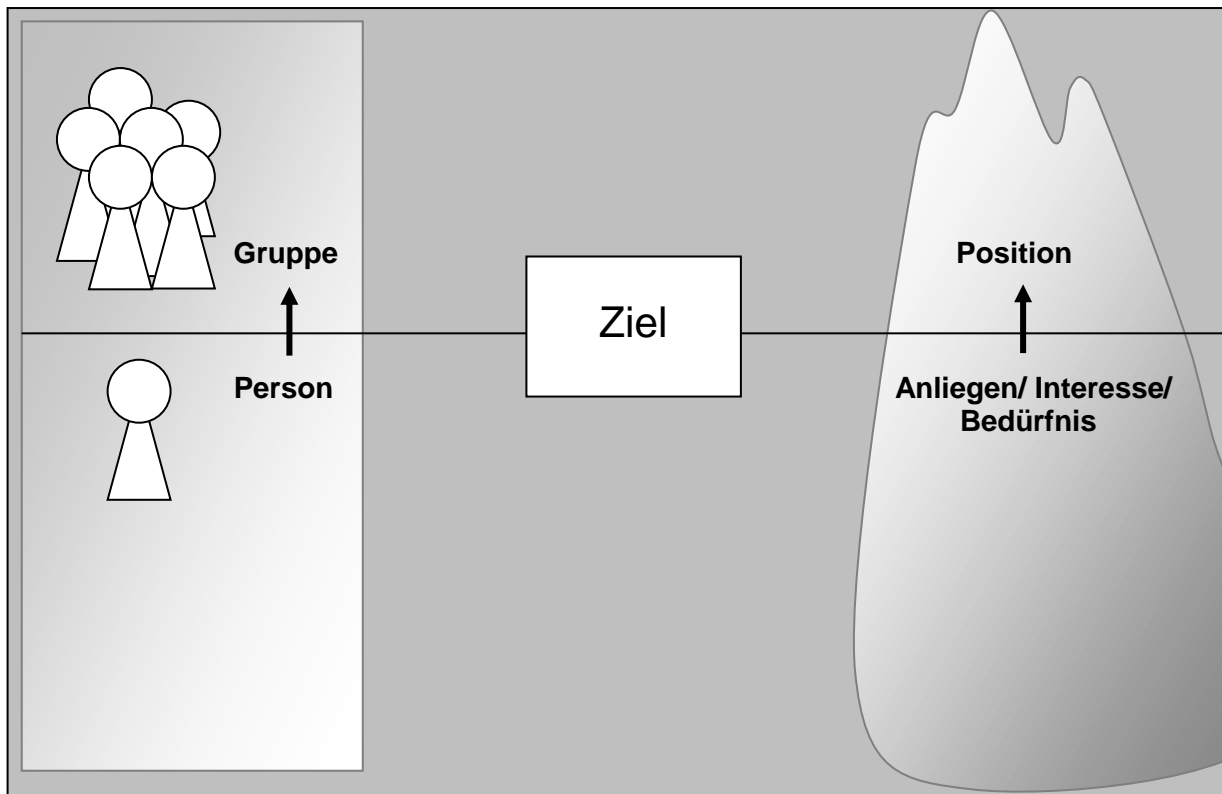 Gruppe
Person
Ziel
Position
Anliegen/ Interesse/
Bedürfnis